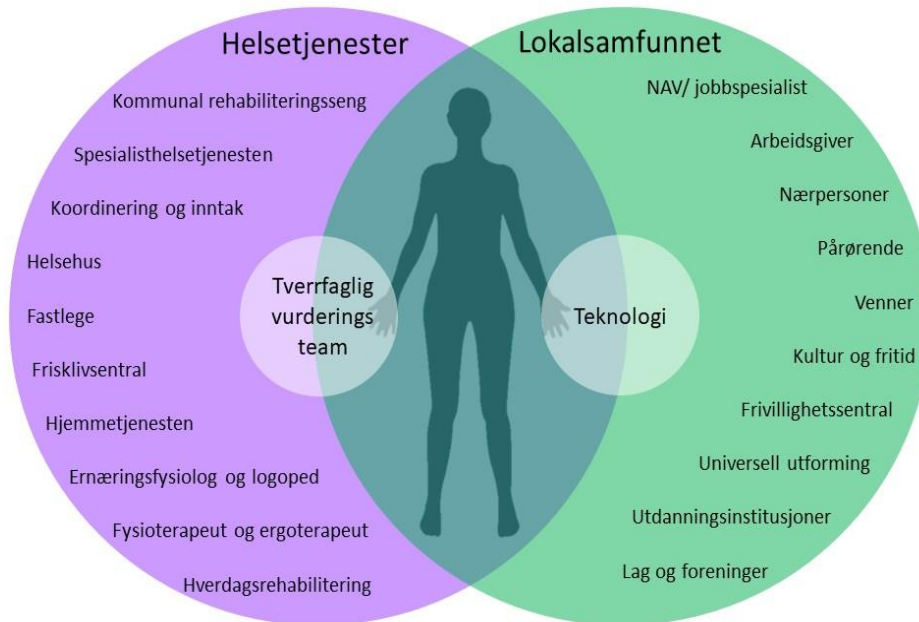 Helsetjenester
Kommunal rehabiliteringsseng
Spesialisthelsetjenesten
Koordinering og inntak
Helsehus
Fastlege
Frisklivsentral
Hjemmetjenesten
Ernæringsfysiolog og logoped
Fysioterapeut og ergoterapeut
Hverdagsrehabilitering
Tverrfaglig
vurderings
team
Teknologi
Lokalsamfunnet
NAV/ jobbspesialist
Arbeidsgiver
Nærpersoner
Pårørende
Venner
Kultur og fritid
Frivillighetssentral
Universell utforming
Utdanningsinstitusjoner
Lag og foreninger